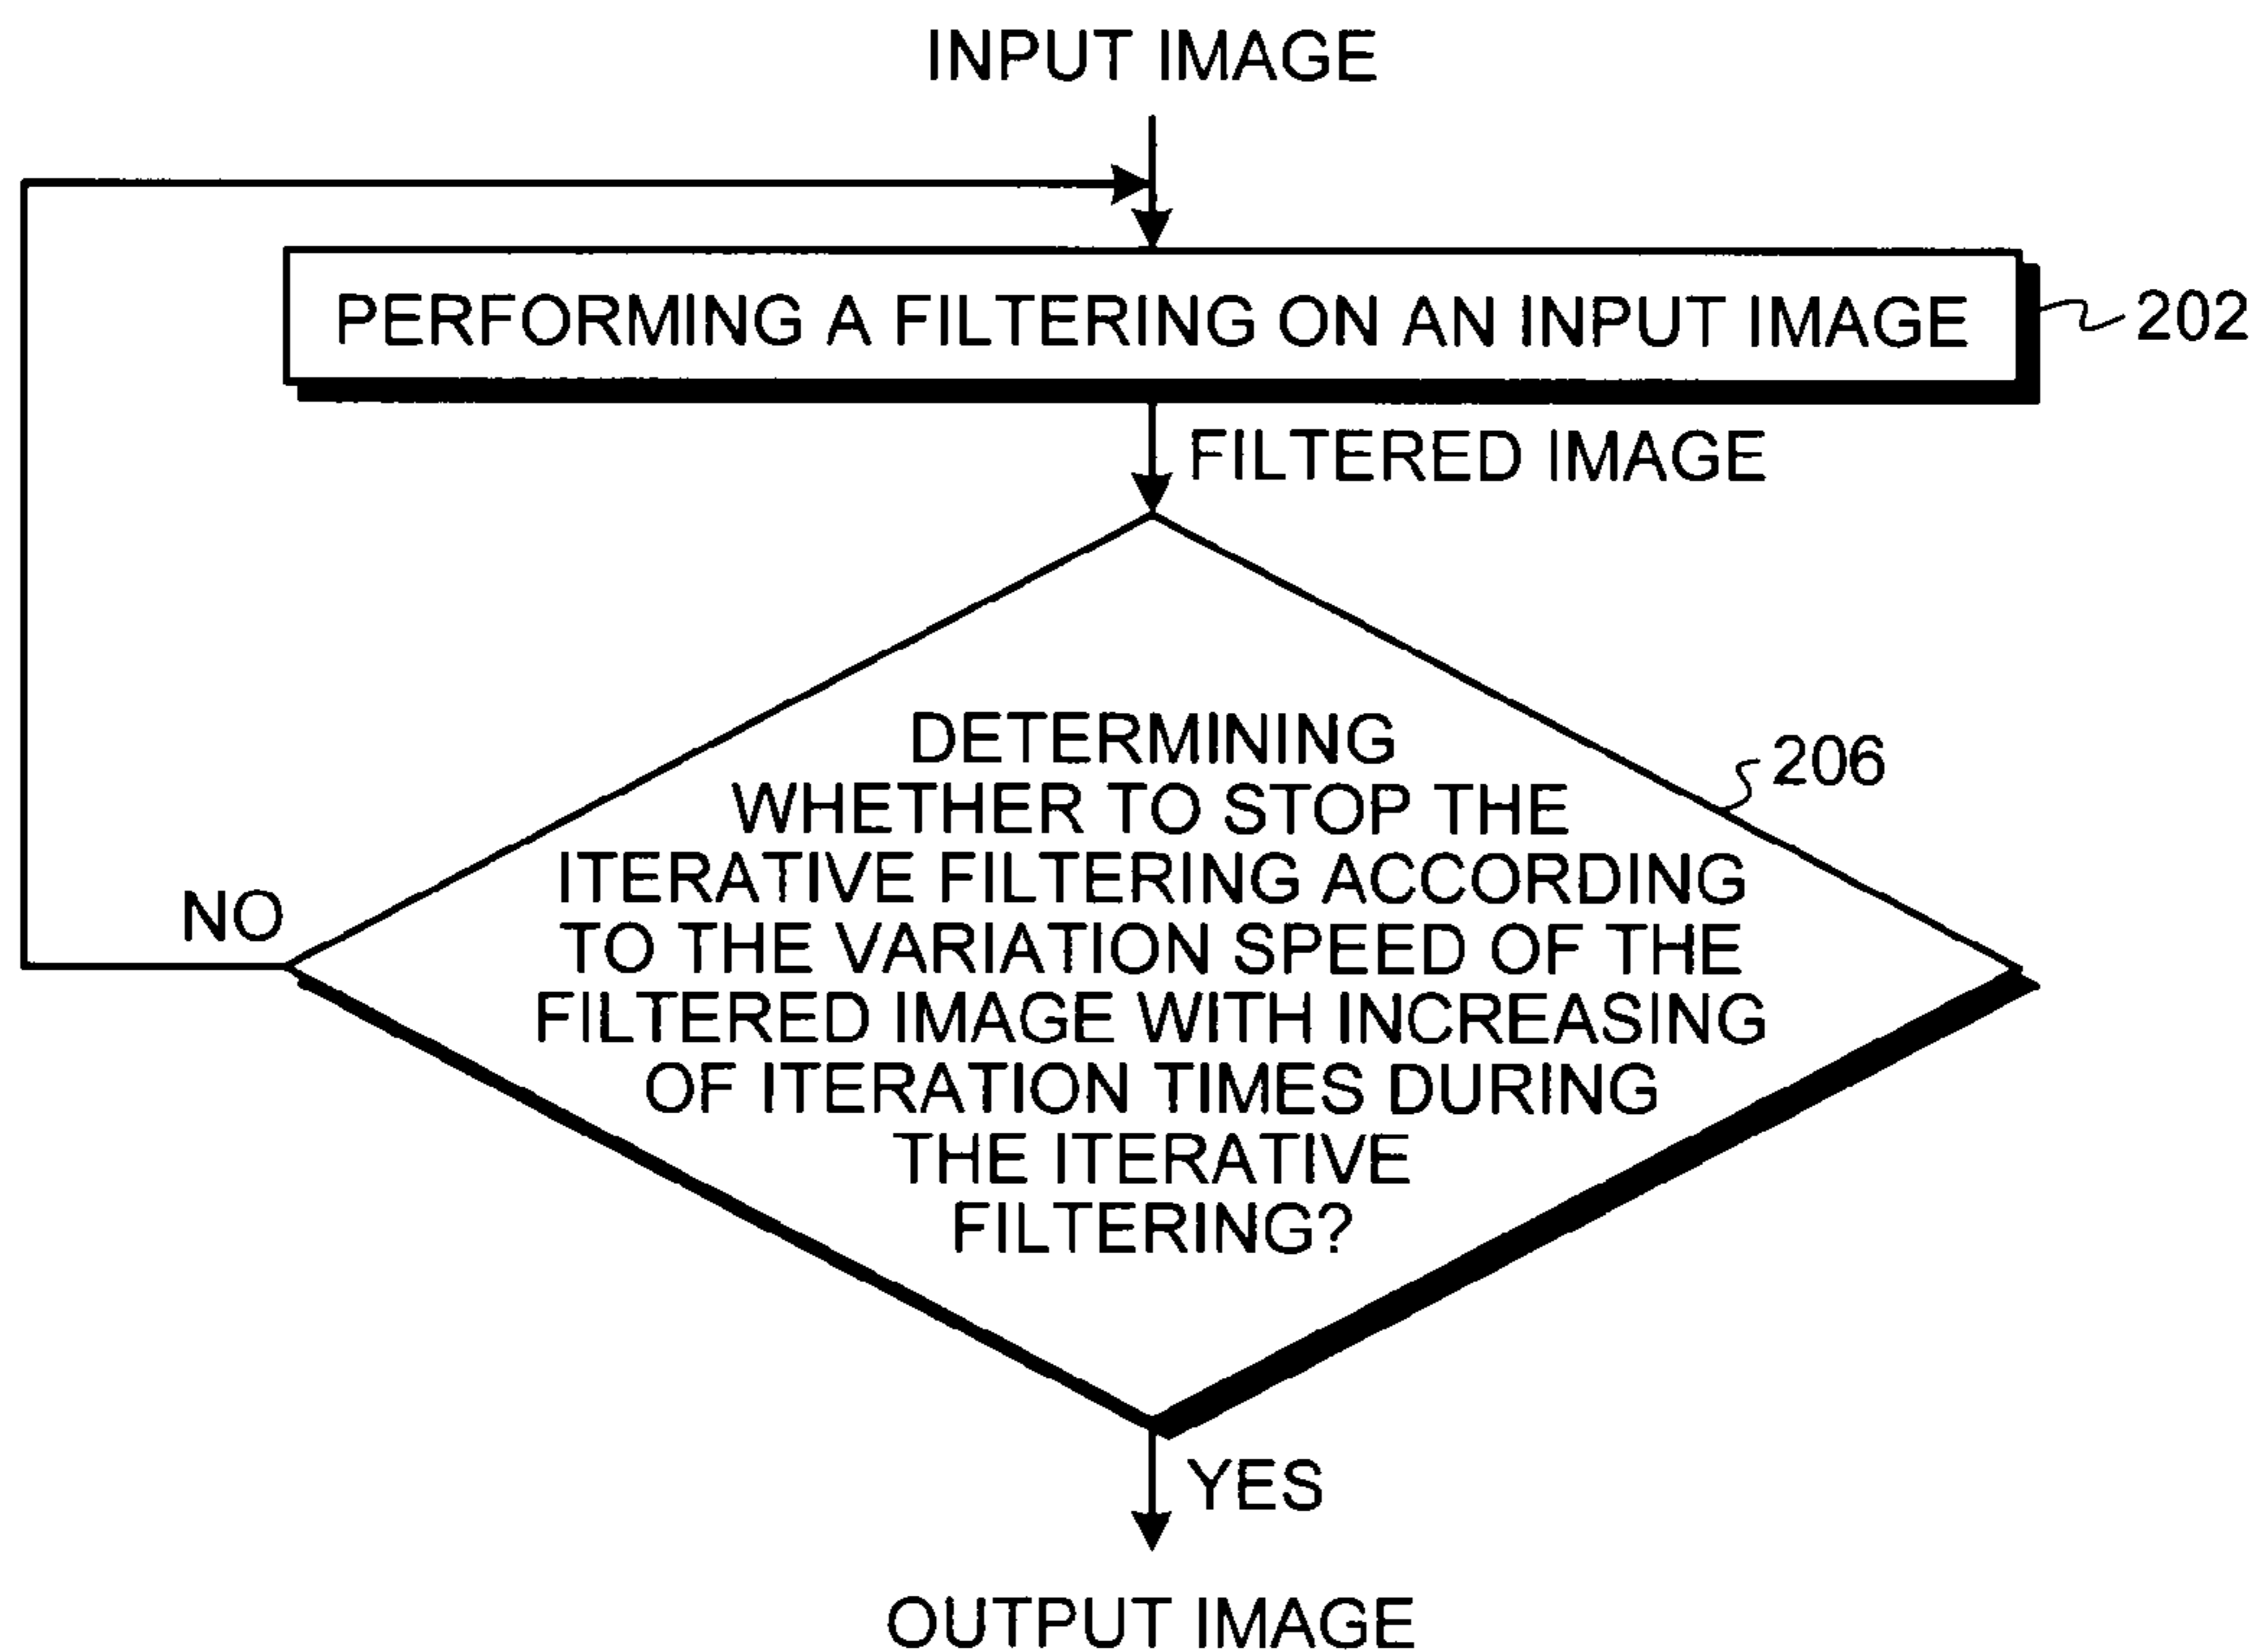 INPUT IMAGE
PERFORMING A FILTERING ON AN INPUT IMAGE
202
FILTERED IMAGE
DETERMINING
WHETHER TO STOP THE
ITERATIVE FILTERING ACCORDING
TO THE VARIATION SPEED OF THE
FILTERED IMAGE WITH INCREASING
OF ITERATION TIMES DURING
THE ITERATIVE
FILTERING?
206
NO
YES
OUTPUT IMAGE